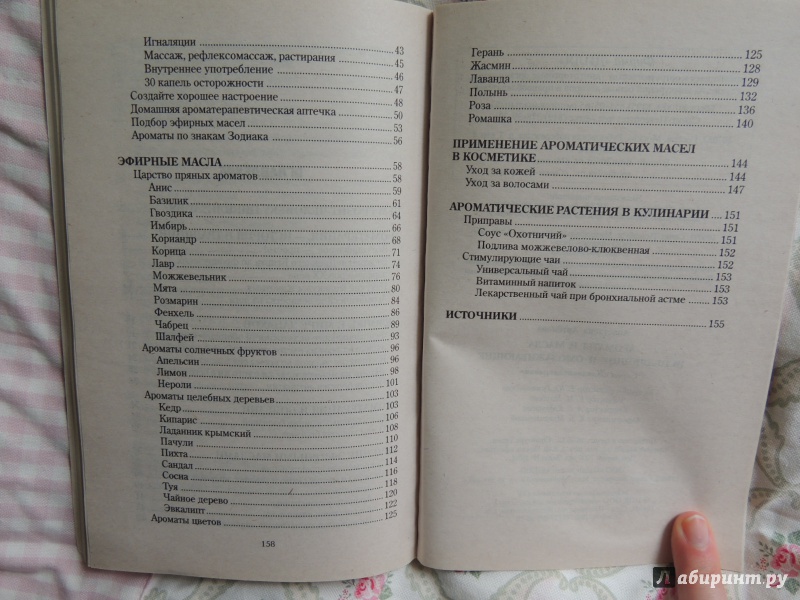 Игналяции 43
Массаж, рефлексомассаж, растирания 45
Внутреннее употребление 46
30 капель осторожности 47
Создайте хорошее настроение 48
Домашняя ароматерапевтическая аптечка 50
Подбор эфирных масел 53
Ароматы по знакам Зодиака 56
ЭФИРНЫЕ МАСЛА 58
Царство пряных ароматов 58
Анис 59
Базилик 61
Гвоздика 64
Имбирь 66
Кориандр 68
Корица 71
Лавр 74
Можжевельник 76
Мята 80
Розмарин 84
Фенхель 86
Чабрец 89
Шалфей 93
Ароматы солнечных фруктов 96
Апельсин 96
Лимон 98
Нероли 101
Ароматы целебных деревьев 103
Кедр 103
Кипарис 106
Ладанник крымский 108
Пачули 110
Пихта 112
Сандал 114
Сосна 116
Туя 118
Чайное дерево 120
Эвкалипт 122
Ароматы цветов 125
158
Герань 125
Жасмин 128
Лаванда 129
Полынь 132
Роза 136
Ромашка 140
ПРИМЕНЕНИЕ АРОМАТИЧЕСКИХ МАСЕЛ
В КОСМЕТИКЕ 144
Уход за кожей 144
Уход за волосами 147
АРОМАТИЧЕСКИЕ РАСТЕНИЯ В КУЛИНАРИИ 151
Приправы 151
Соус «Охотничий» 151
Подлива можжевелово-клюквенная 152
Стимулирующие чаи 152
Универсальный чай 153
Витаминный напиток 153
Лекарственный чай при бронхиальной астме 153
ИСТОЧНИКИ 155
Лабиринт.ру